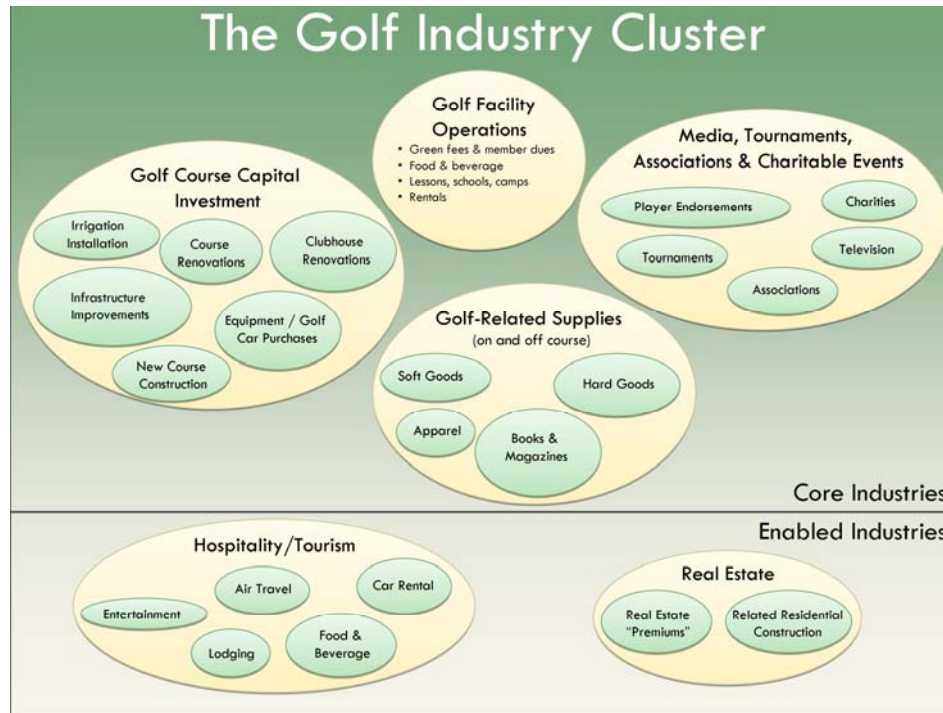 The Golf Industry Cluster
Golf Facility
Operations
• Green fees & member dues
• Food & beverage
• Lessons, schools, camps
• Rentals
Golf Course Capital
Investment
Irrigation
Installation
Course
Renovations
Clubhouse
Renovations
Infrastructure
Improvements
Equipment / Golf
Car Purchases
New Course
Construction
Media, Tournaments,
Associations & Charitable Events
Player Endorsements
Charities
Tournaments
Television
Associations
Golf-Related Supplies
(on and off course)
Soft Goods
Hard Goods
Apparel
Books &
Magazines
Core Industries
Enabled Industries
Hospitality/Tourism
Air Travel
Car Rental
Entertainment
Lodging
Food &
Beverage
Real Estate
Real Estate
"Premiums"
Related Residential
Construction